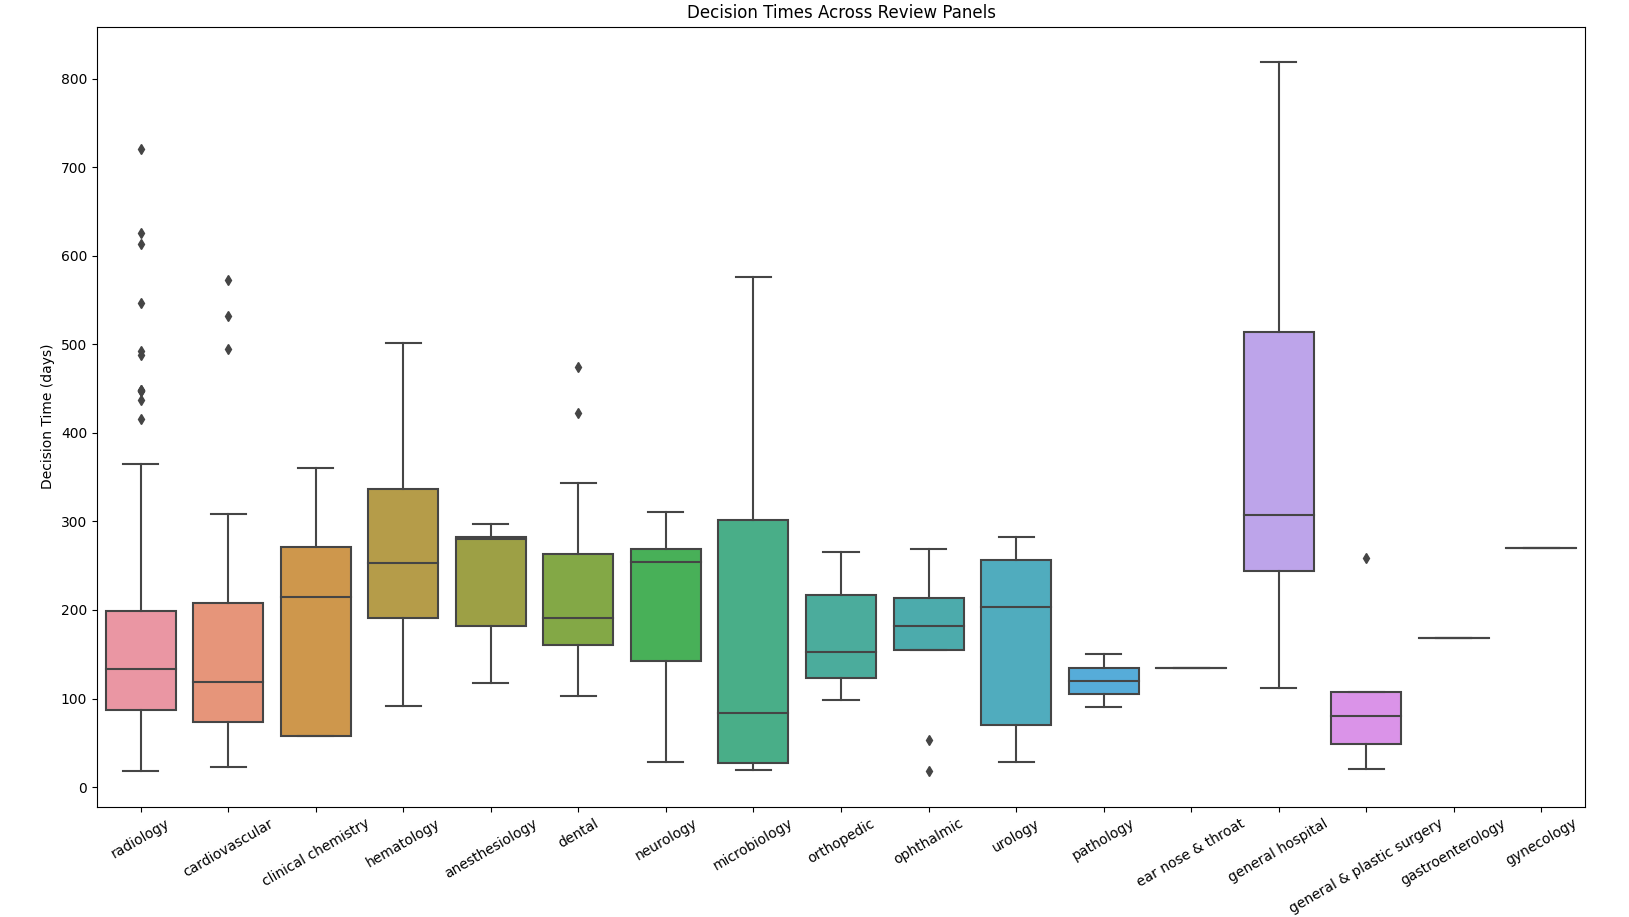 Decision Times Across Review Panels
Decision Time (days)
800
700
600
500
400
300
200
100
0
radiology
cardiovascular
clinical chemistry
hematology
anesthesiology
dental
neurology
microbiology
orthopedic
ophthalmic
urology
pathology
ear nose & throat
general hospital
general & plastic surgery
gastroenterology
gynecology